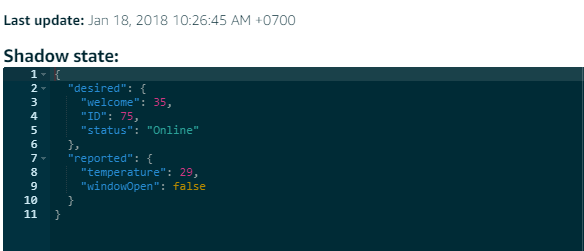 Last update: Jan 18, 2018 10:26:45 AM +0700
Shadow state:
1 {
2 "desired": {
3 "welcome": 35,
4 "ID": 75,
5 "status": "Online"
6 },
7 "reported": {
8 "temperature": 29,
9 "windowOpen": false
10 }
11 }